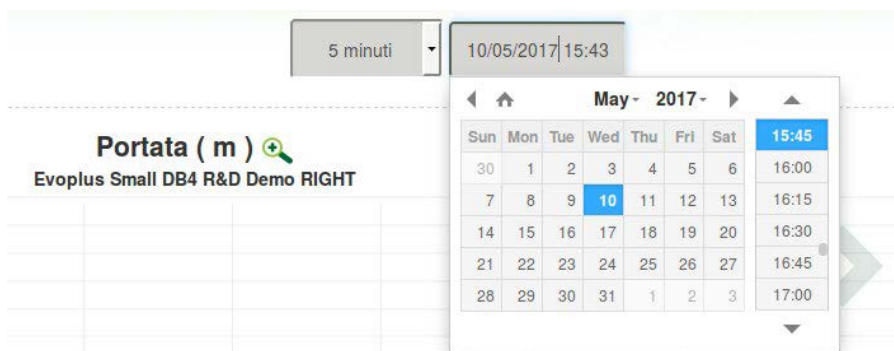 5 minuti
10/05/2017 15:43
May 2017
Sun Mon Tue Wed Thu Fri Sat
30 1 2 3 4 5 6
7 8 9 10 11 12 13
14 15 16 17 18 19 20
21 22 23 24 25 26 27
28 29 30 31 1 2 3
15:45
16:00
16:15
16:30
16:45
17:00
Portata ( m )
Evoplus Small DB4 R&D Demo RIGHT